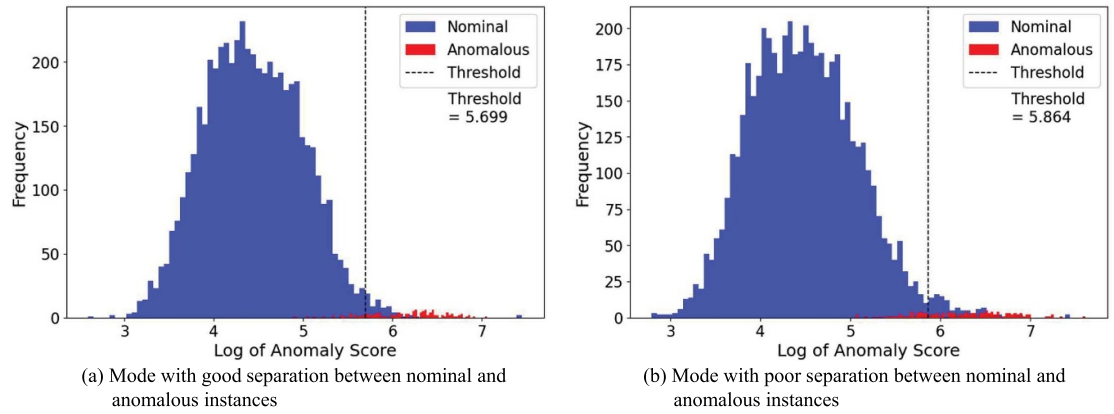 200
150
100
50
0
Frequency
Nominal
Anomalous
Threshold
Threshold
= 5.699
3 4 5 6 7
Log of Anomaly Score
(a) Mode with good separation between nominal and
anomalous instances
200
175
150
125
100
75
50
25
0
Frequency
Nominal
Anomalous
Threshold
Threshold
= 5.864
3 4 5 6 7
Log of Anomaly Score
(b) Mode with poor separation between nominal and
anomalous instances